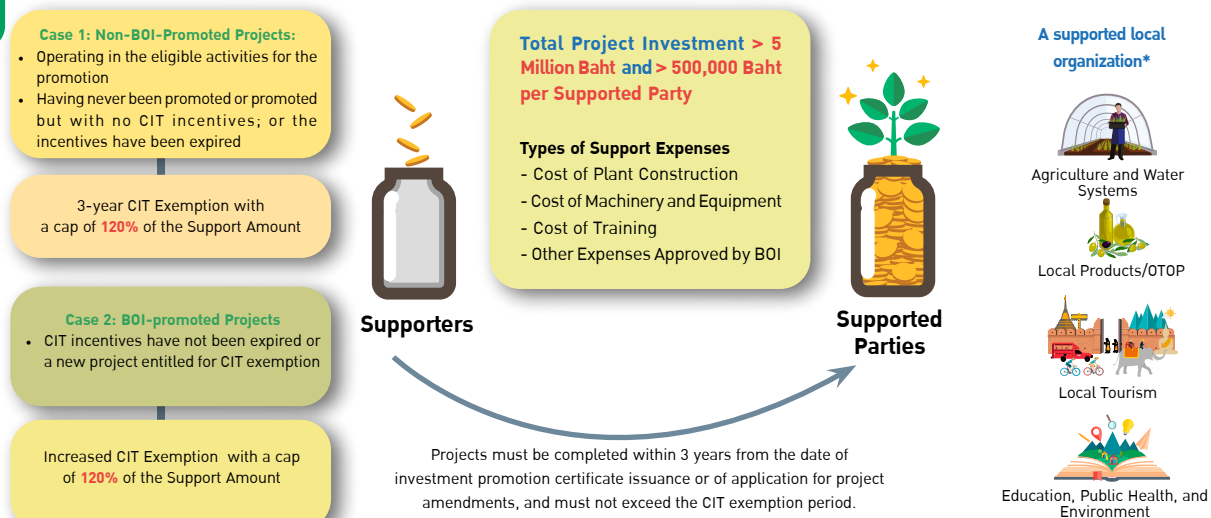 Case 1: Non-BOI-Promoted Projects:
• Operating in the eligible activities for the
promotion
• Having never been promoted or promoted
but with no CIT incentives; or the
incentives have been expired
3-year CIT Exemption with
a cap of 120% of the Support Amount
Case 2: BOI-promoted Projects
• CIT incentives have not been expired or
a new project entitled for CIT exemption
Increased CIT Exemption with a cap
of 120% of the Support Amount
Supporters
Total Project Investment > 5
Million Baht and > 500,000 Baht
per Supported Party
Types of Support Expenses
- Cost of Plant Construction
- Cost of Machinery and Equipment
- Cost of Training
- Other Expenses Approved by BOI
Supported
Parties
Projects must be completed within 3 years from the date of
investment promotion certificate issuance or of application for project
amendments, and must not exceed the CIT exemption period.
A supported local
organization*
Agriculture and Water
Systems
Local Products/OTOP
Local Tourism
Education, Public Health, and
Environment